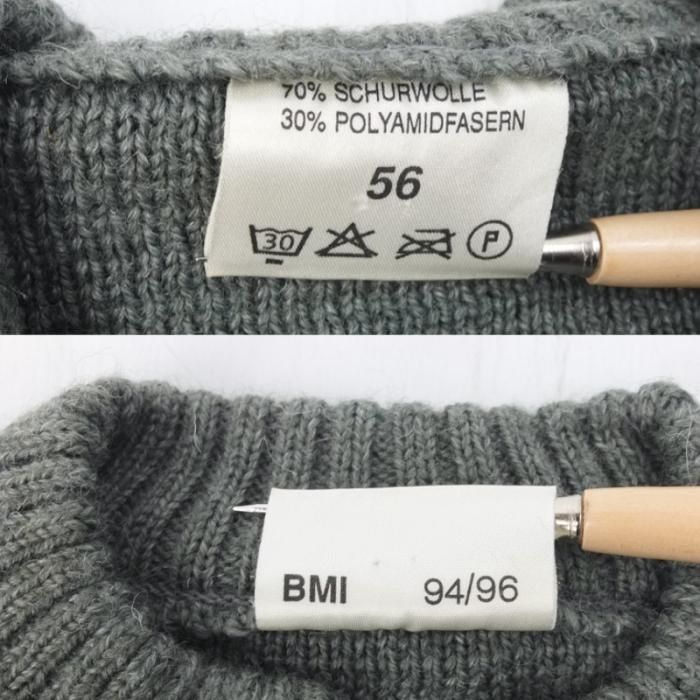 70% SCHURWOLLE
30% POLYAMIDFASERN
56
30 P
BMI 94/96